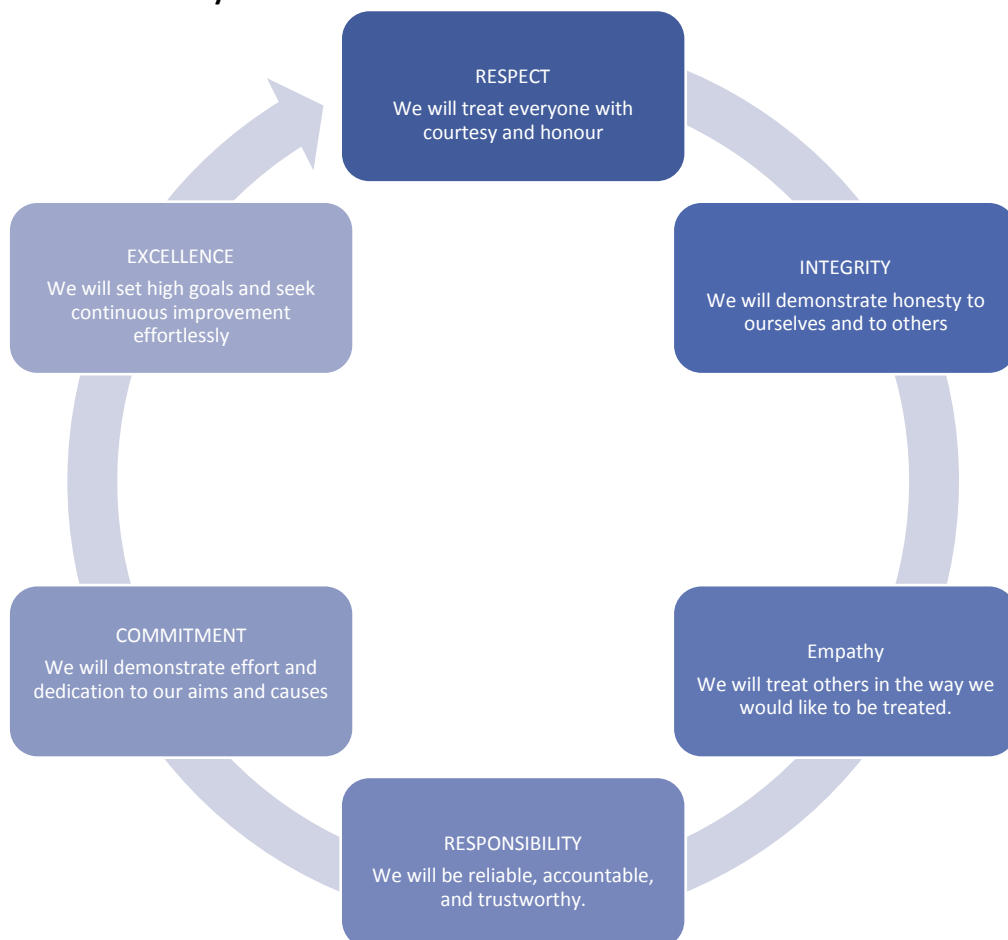 RESPECT
We will treat everyone with
courtesy and honour
INTEGRITY
We will demonstrate honesty to
ourselves and to others
Empathy
We will treat others in the way we
would like to be treated.
RESPONSIBILITY
We will be reliable, accountable,
and trustworthy.
COMMITMENT
We will demonstrate effort and
dedication to our aims and causes
EXCELLENCE
We will set high goals and seek
continuous improvement
effortlessly